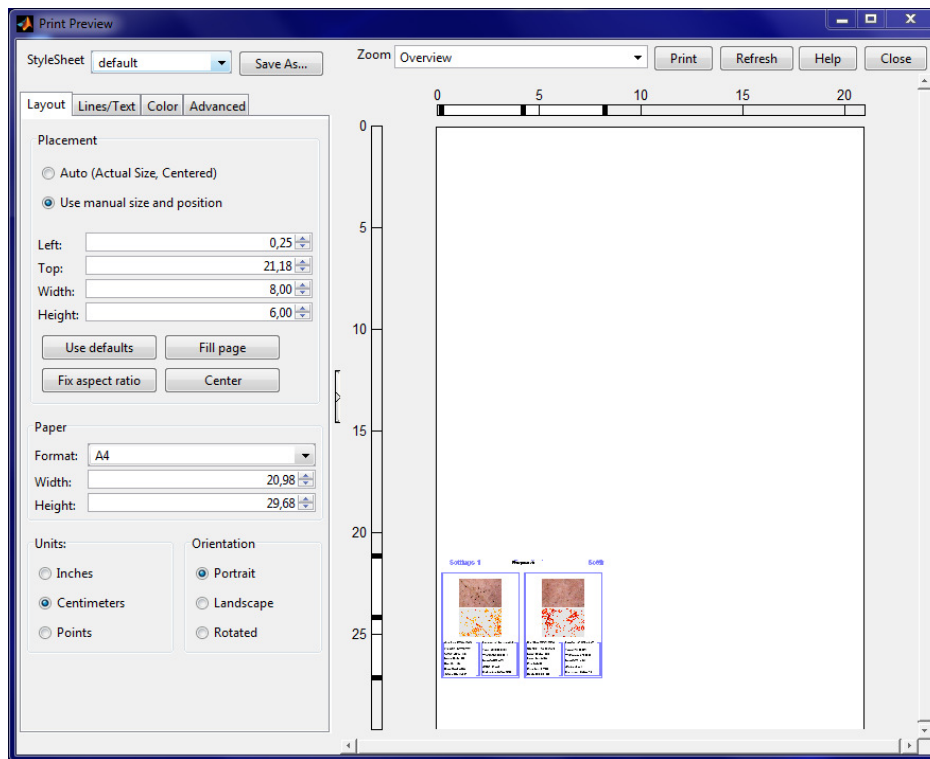 Print Preview
StyleSheet default Save As...
Zoom Overview Print Refresh Help Close
Layout Lines/Text Color Advanced
Placement
Auto (Actual Size, Centered)
Use manual size and position
Left: 0,25
Top: 21,18
Width: 8,00
Height: 6,00
Use defaults Fill page
Fix aspect ratio Center
Paper
Format: A4
Width: 20,98
Height: 29,68
Units:
Inches
Centimeters
Points
Orientation
Portrait
Landscape
Rotated
0 5 10 15 20
0
5
10
15
20
25